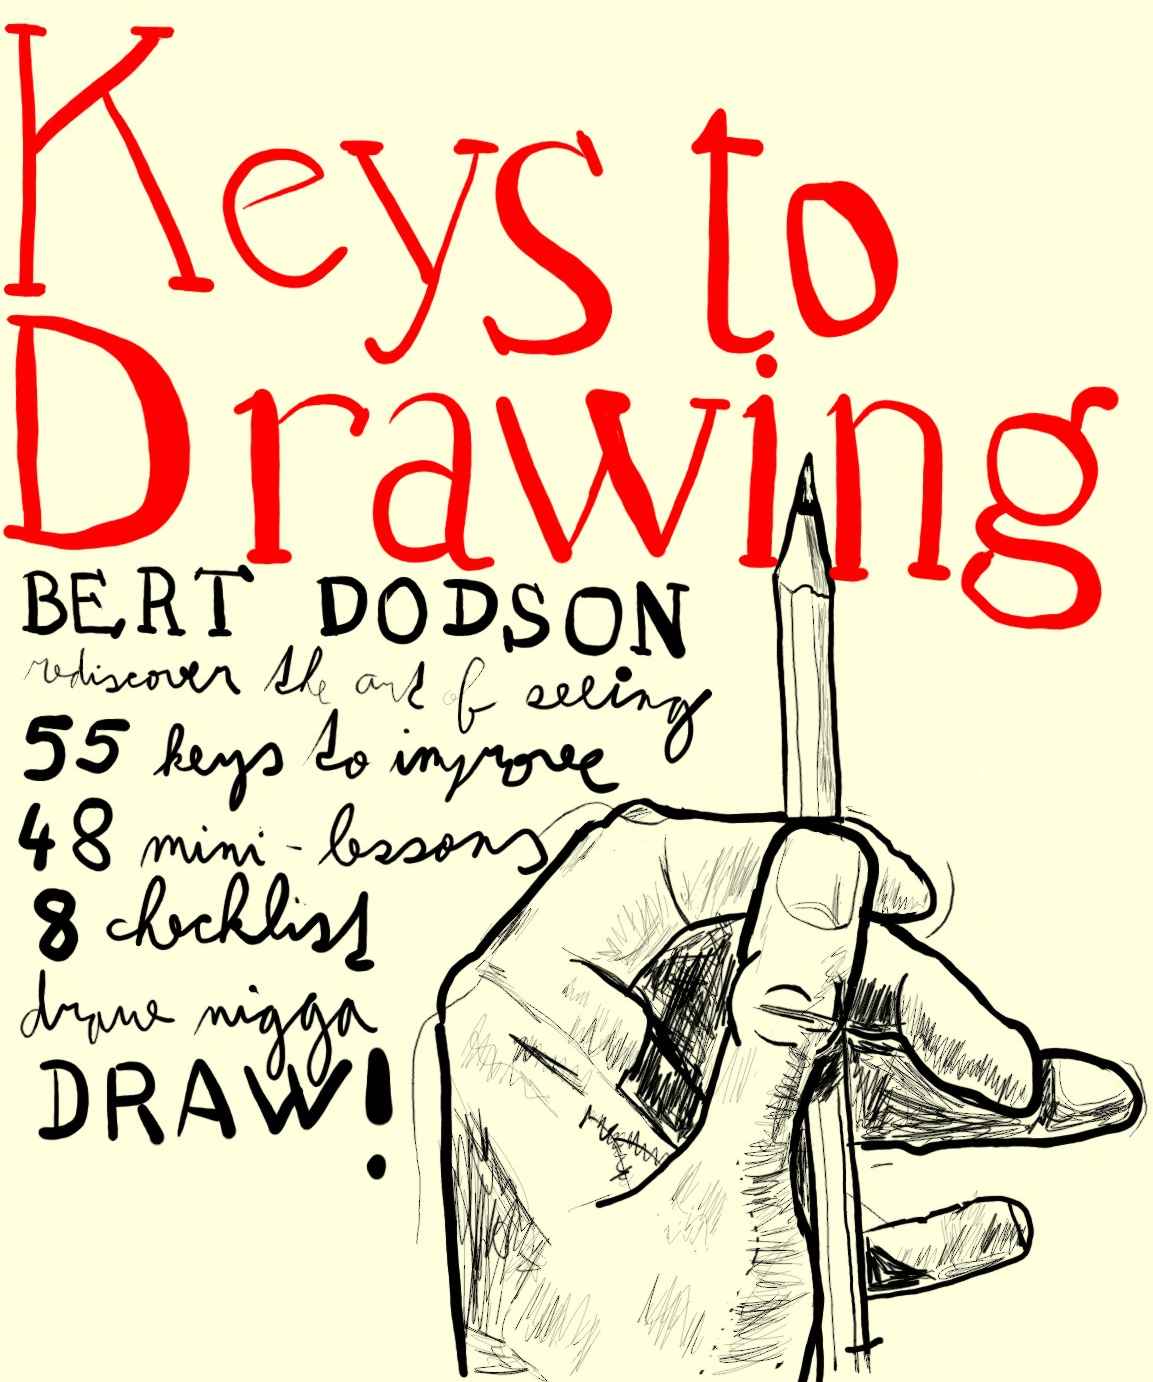 Keys to
Drawing
BERT DODSON
rediscover the art of seeing
55 keys to improve
48 mini-lessons
8 checklist
draw nigga
DRAW!